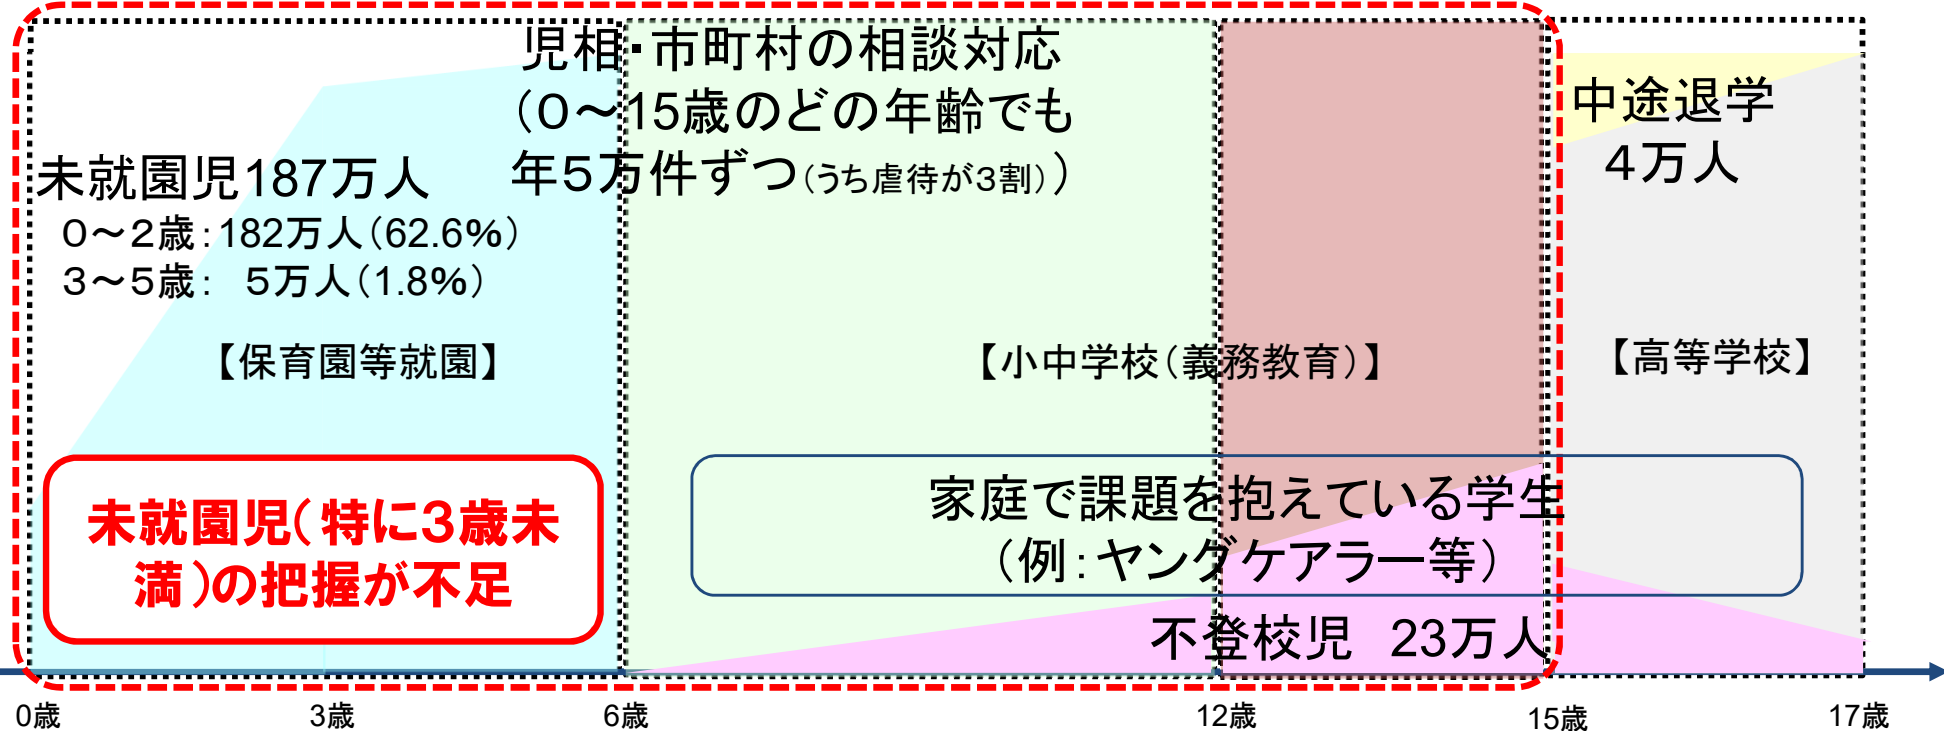 児相・市町村の相談対応
（０～15歳のどの年齢でも
年５万件ずつ（うち虐待が３割））
未就園児187万人
０～２歳：182万人（62.6%）
３～５歳：　５万人（1.8%）
中途退学
４万人
【保育園等就園】
【小中学校（義務教育）】
【高等学校】
未就園児（特に３歳未
満）の把握が不足
家庭で課題を抱えている学生
（例：ヤングケアラー等）
不登校児　23万人
0歳
3歳
6歳
12歳
15歳
17歳